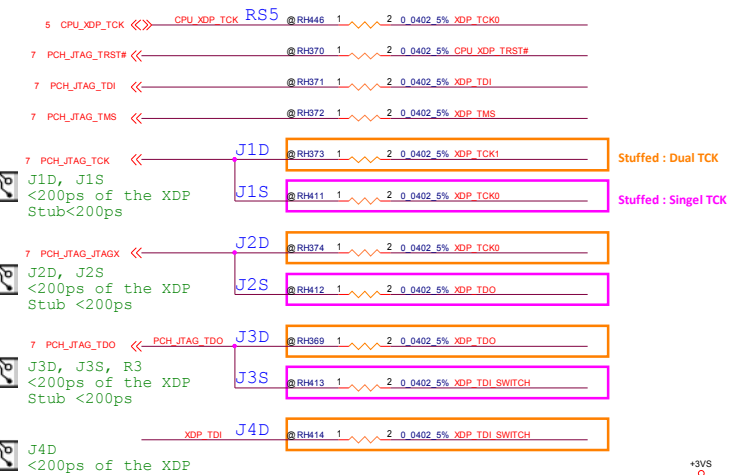 5 CPU_XDP_TCK CPU_XDP_TCK RS5 @RH446 1 2 0_0402_5% XDP_TCK0
7 PCH_JTAG_TRST# @RH370 1 2 0_0402_5% CPU_XDP_TRST#
7 PCH_JTAG_TDI @RH371 1 2 0_0402_5% XDP_TDI
7 PCH_JTAG_TMS @RH372 1 2 0_0402_5% XDP_TMS
7 PCH_JTAG_TCK J1D @RH373 1 2 0_0402_5% XDP_TCK1 Stuffed : Dual TCK
J1D, J1S
<200ps of the XDP
Stub<200ps
J1S @RH411 1 2 0_0402_5% XDP_TCK0 Stuffed : Singel TCK
7 PCH_JTAG_JTAGX J2D @RH374 1 2 0_0402_5% XDP_TCK0
J2D, J2S
<200ps of the XDP
Stub <200ps
J2S @RH412 1 2 0_0402_5% XDP_TDO
7 PCH_JTAG_TDO PCH_JTAG_TDO J3D @RH369 1 2 0_0402_5% XDP_TDO
J3D, J3S, R3
<200ps of the XDP
Stub <200ps
J3S @RH413 1 2 0_0402_5% XDP_TDI_SWITCH
XDP_TDI J4D @RH414 1 2 0_0402_5% XDP_TDI_SWITCH
J4D
<200ps of the XDP
+3VS